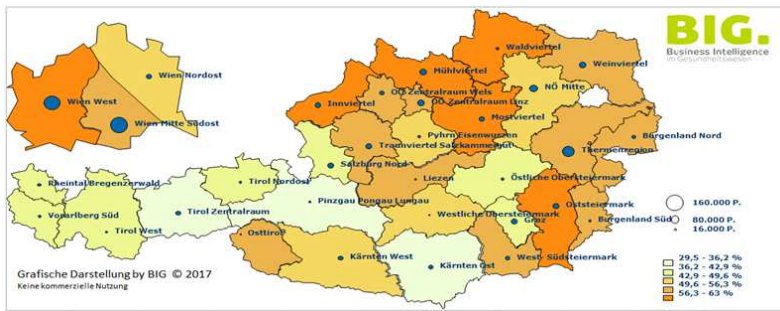 BIG.
Business Intelligence
im Gesundheitswesen
Waldviertel
Wien Nordost
Mühlviertel
Weinviertel
OÖ Zentralraum Wels
NÖ Mitte
Wien West
Innviertel
OÖ Zentralraum Linz
Mostviertel
Wien Mitte Südost
Pyhrn Eisenwurzen
Burgenland Nord
Traunviertel Salzkammergut
Thermenregion
Salzburg Nord
Liezen
Östliche Obersteiermark
Rheintal Bregenzerwald
Tirol Nordost
Pinzgau Pongau Lungau
160.000 P.
Oststeiermark
Tirol Zentralraum
Westliche Obersteiermark
Vorarlberg Süd
Graz
Burgenland Süd
80.000 P.
16.000 P.
Tirol West
Osttirol
Kärnten West
West- Südsteiermark
Kärnten Ost
29,5 - 36,2 %
36,2 - 42,9 %
42,9 - 49,6 %
49,6 - 56,3 %
56,3 - 63 %
Grafische Darstellung by BIG © 2017
Keine kommerzielle Nutzung